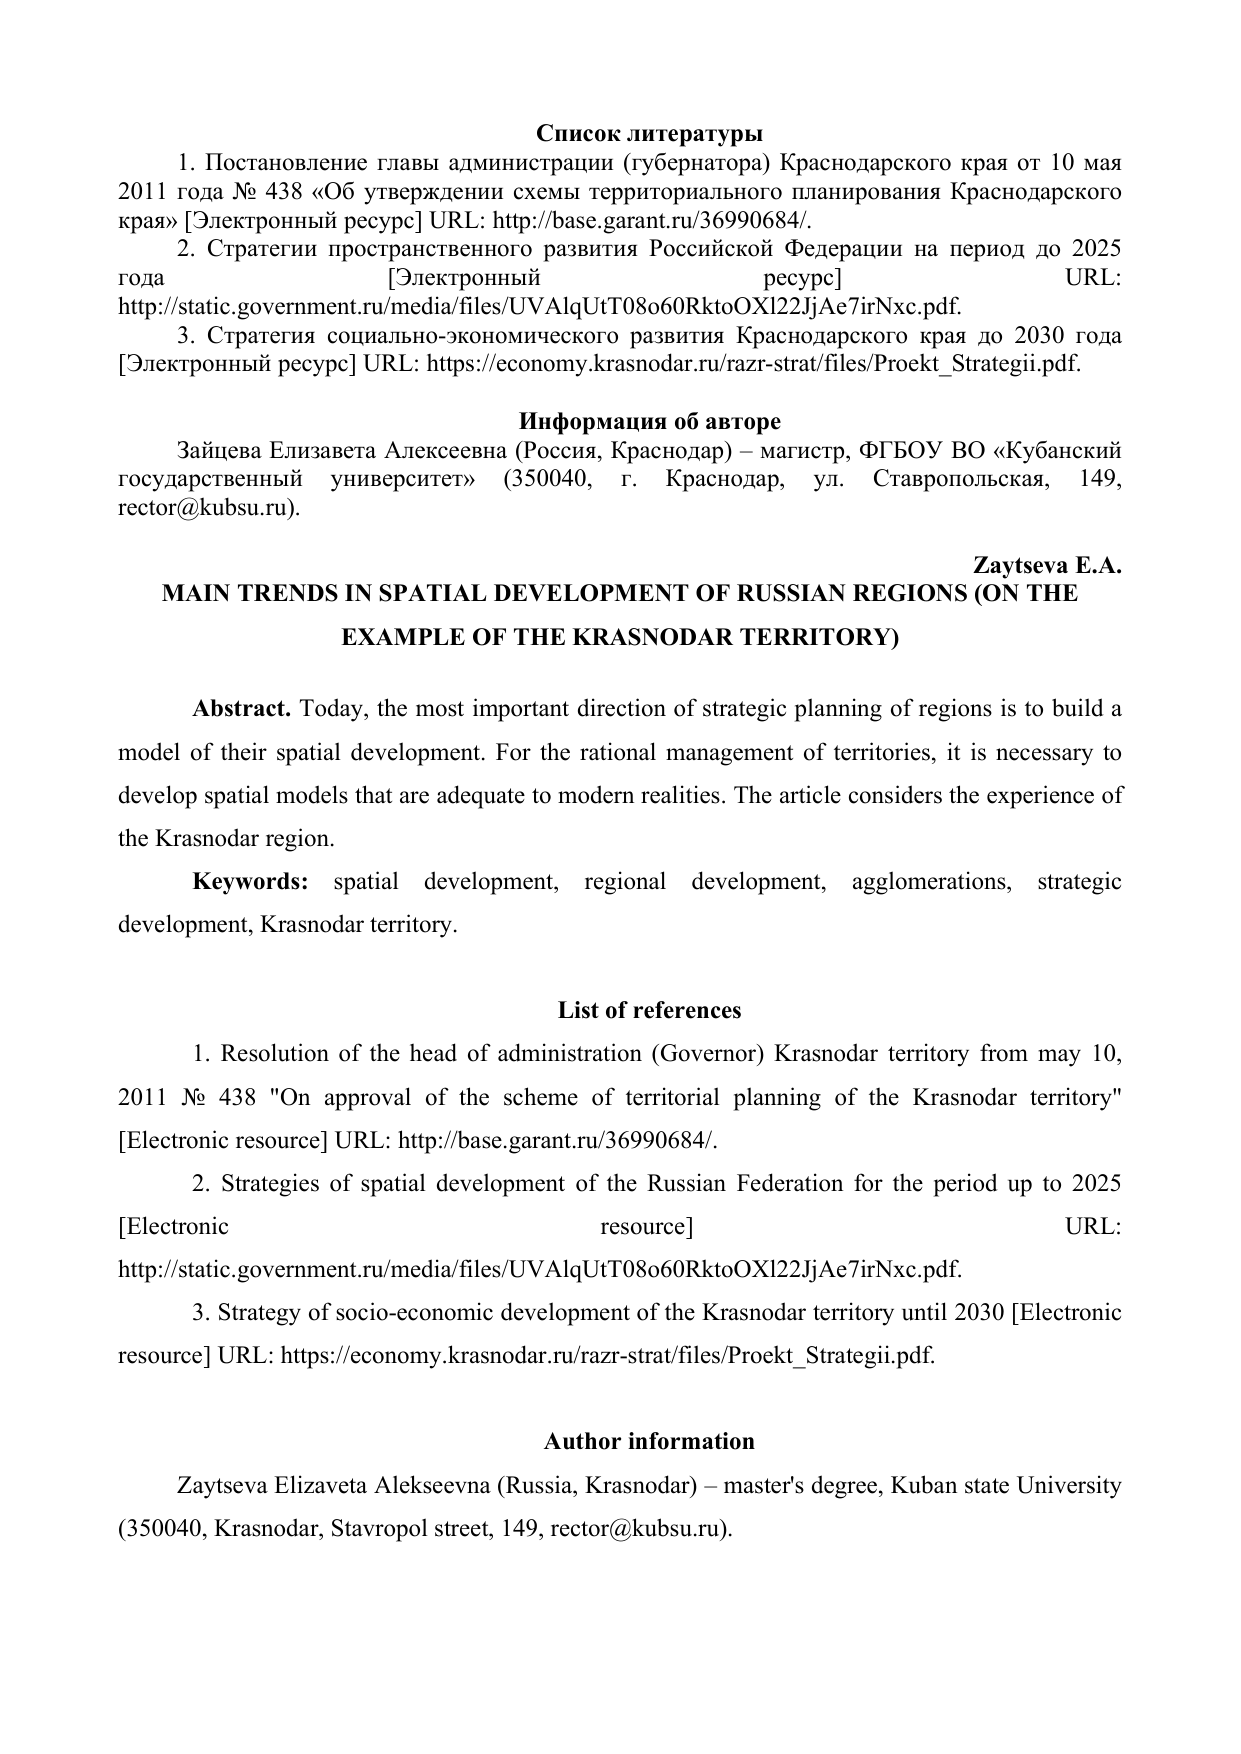 Список литературы
1. Постановление главы администрации (губернатора) Краснодарского края от 10 мая
2011 года № 438 «Об утверждении схемы территориального планирования Краснодарского
края» [Электронный ресурс] URL: http://base.garant.ru/36990684/.
2. Стратегии пространственного развития Российской Федерации на период до 2025
года [Электронный ресурс] URL:
http://static.government.ru/media/files/UVAlqUtT08o60RktoOXl22JjAe7irNxc.pdf.
3. Стратегия социально-экономического развития Краснодарского края до 2030 года
[Электронный ресурс] URL: https://economy.krasnodar.ru/razr-strat/files/Proekt_Strategii.pdf.
Информация об авторе
Зайцева Елизавета Алексеевна (Россия, Краснодар) – магистр, ФГБОУ ВО «Кубанский
государственный университет» (350040, г. Краснодар, ул. Ставропольская, 149,
rector@kubsu.ru).
Zaytseva E.A.
MAIN TRENDS IN SPATIAL DEVELOPMENT OF RUSSIAN REGIONS (ON THE
EXAMPLE OF THE KRASNODAR TERRITORY)
Abstract. Today, the most important direction of strategic planning of regions is to build a
model of their spatial development. For the rational management of territories, it is necessary to
develop spatial models that are adequate to modern realities. The article considers the experience of
the Krasnodar region.
Keywords: spatial development, regional development, agglomerations, strategic
development, Krasnodar territory.
List of references
1. Resolution of the head of administration (Governor) Krasnodar territory from may 10,
2011 № 438 "On approval of the scheme of territorial planning of the Krasnodar territory"
[Electronic resource] URL: http://base.garant.ru/36990684/.
2. Strategies of spatial development of the Russian Federation for the period up to 2025
[Electronic resource] URL:
http://static.government.ru/media/files/UVAlqUtT08o60RktoOXl22JjAe7irNxc.pdf.
3. Strategy of socio-economic development of the Krasnodar territory until 2030 [Electronic
resource] URL: https://economy.krasnodar.ru/razr-strat/files/Proekt_Strategii.pdf.
Author information
Zaytseva Elizaveta Alekseevna (Russia, Krasnodar) – master's degree, Kuban state University
(350040, Krasnodar, Stavropol street, 149, rector@kubsu.ru).